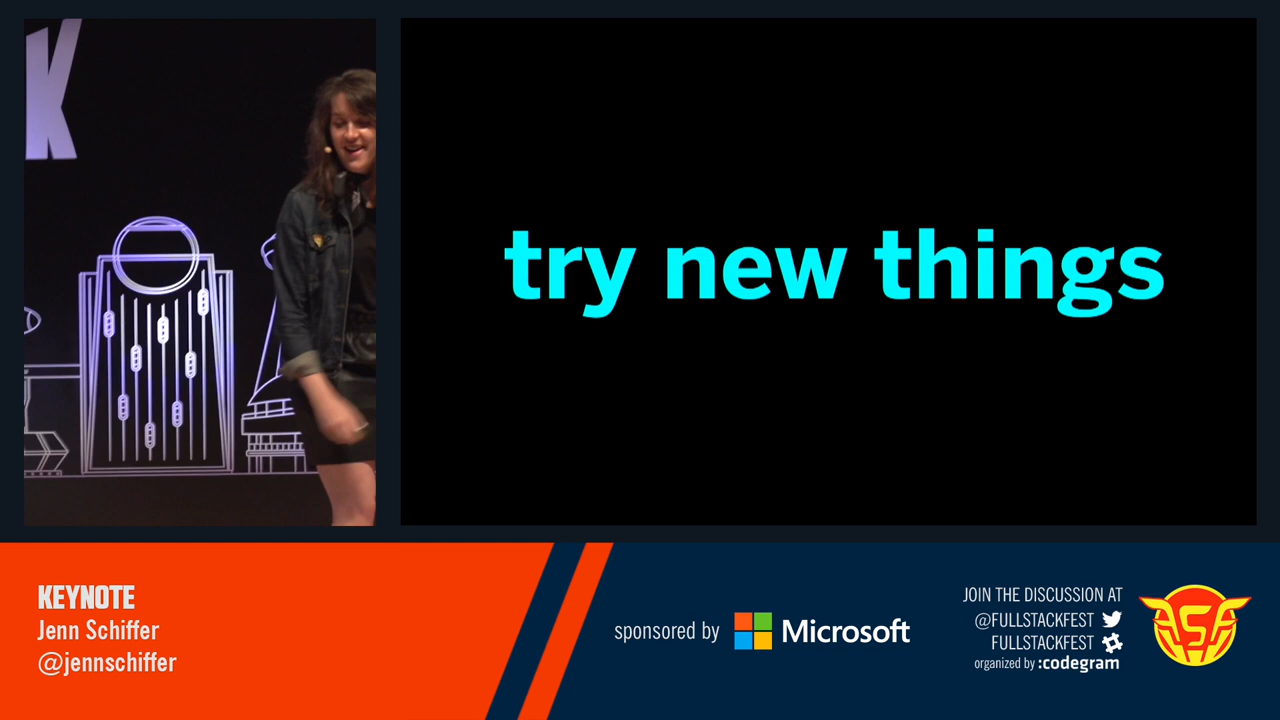 K
try new things
KEYNOTE
Jenn Schiffer
@jennschiffer
sponsored by Microsoft
JOIN THE DISCUSSION AT
@FULLSTACKFEST
FULLSTACKFEST
organized by :codegram
FSF